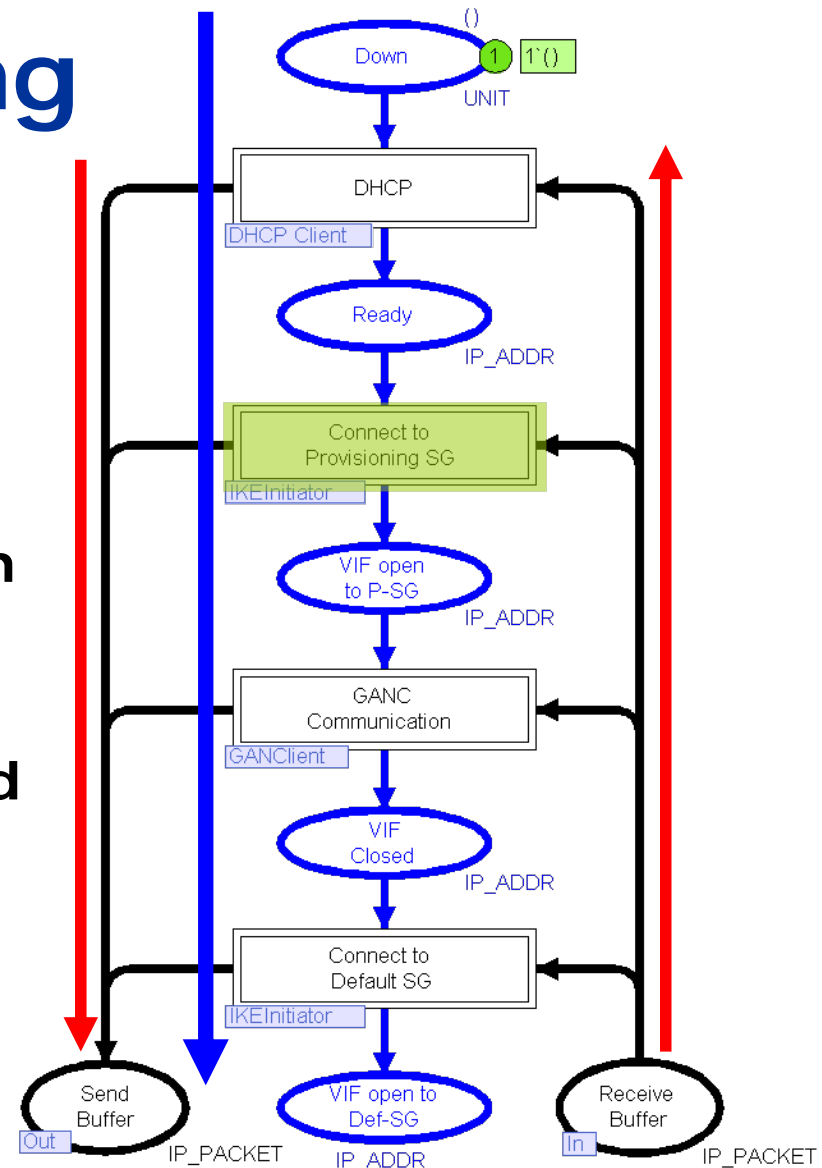 ()
Down
1
1`()
ng
UNIT
DHCP
DHCP Client
Ready
IP_ADDR
Connect to
Provisioning SG
IKEInitiator
n
VIF open
to P-SG
IP_ADDR
GANC
Communication
GANClient
d
VIF
Closed
IP_ADDR
Connect to
Default SG
IKEInitiator
Send
Buffer
Out
IP_PACKET
VIF open to
Def-SG
IP_ADDR
Receive
Buffer
In
IP_PACKET